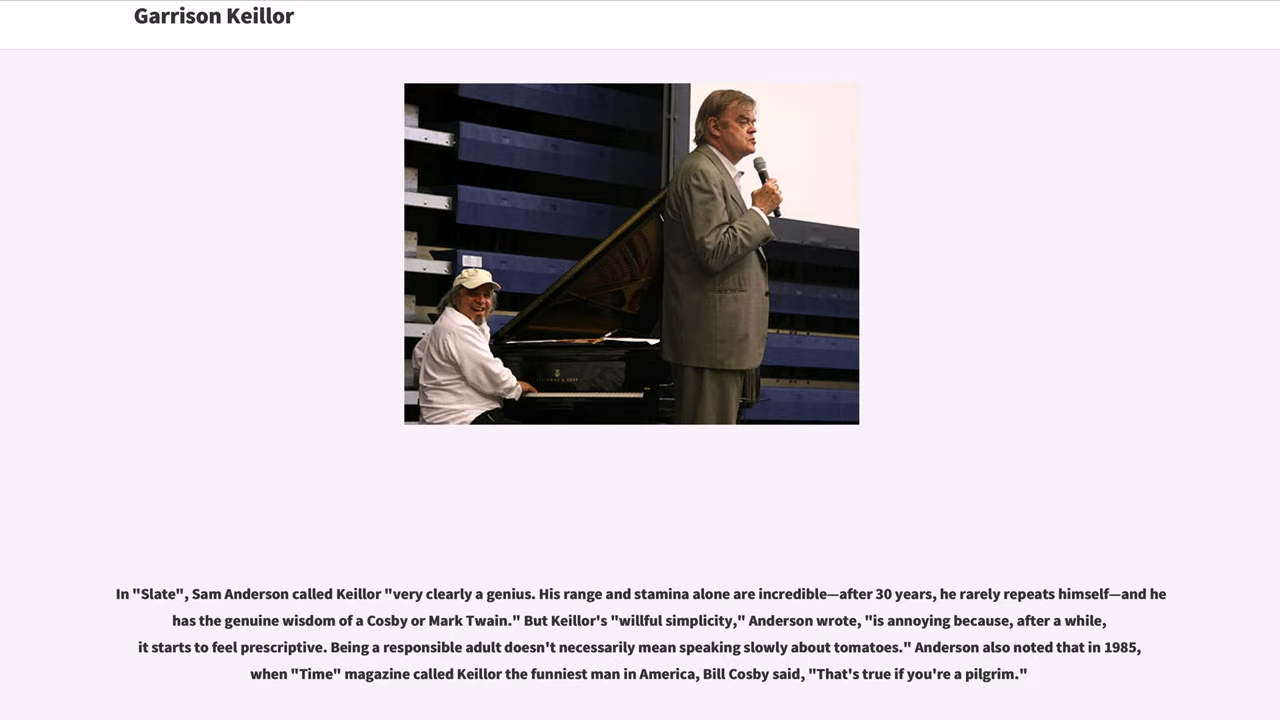 Garrison Keillor
In "Slate", Sam Anderson called Keillor "very clearly a genius. His range and stamina alone are incredible—after 30 years, he rarely repeats himself—and he
has the genuine wisdom of a Cosby or Mark Twain." But Keillor's "willful simplicity," Anderson wrote, "is annoying because, after a while,
it starts to feel prescriptive. Being a responsible adult doesn't necessarily mean speaking slowly about tomatoes." Anderson also noted that in 1985,
when "Time" magazine called Keillor the funniest man in America, Bill Cosby said, "That's true if you're a pilgrim."